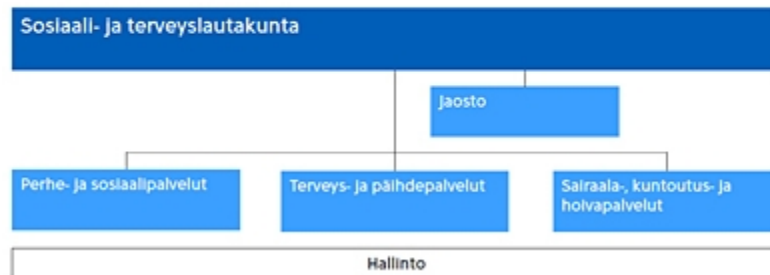 Sosiaali- ja terveyslautakunta
Jaosto
Perhe- ja sosiaalipalvelut
Terveys- ja päihdepalvelut
Sairaala-, kuntoutus- ja
hoivapalvelut
Hallinto